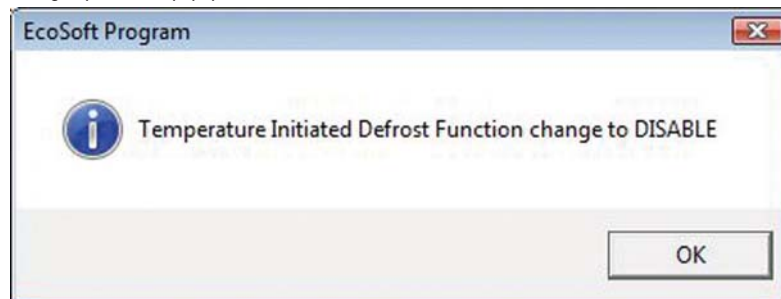 EcoSoft Program
Temperature Initiated Defrost Function change to DISABLE
OK